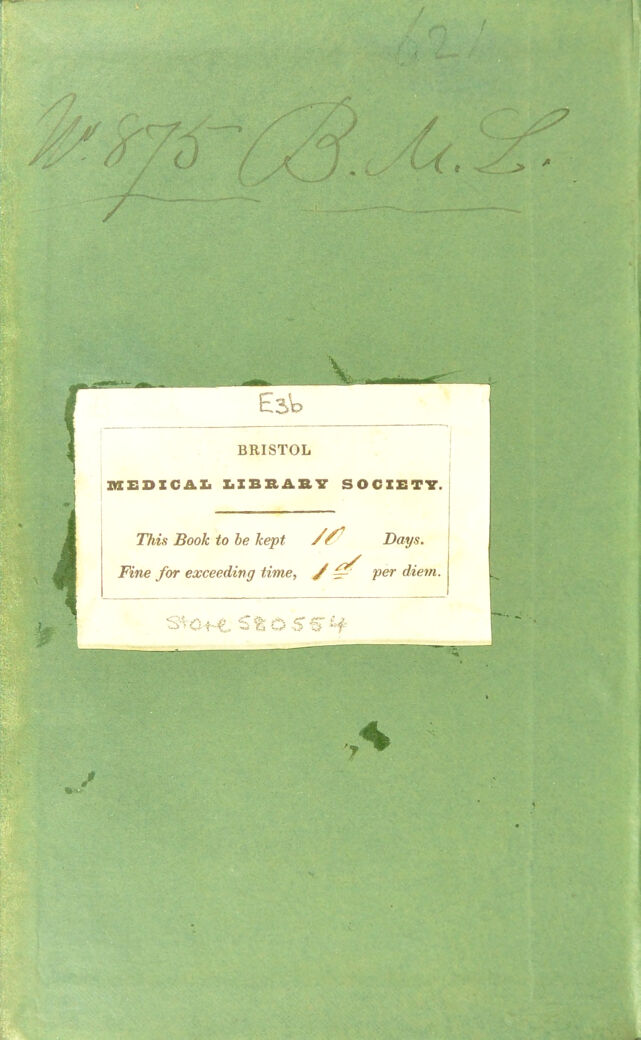 621
No. 875 B. M. L.
E3b
BRISTOL
MEDICAL LIBRARY SOCIETY.
This Book to be kept 10 Days.
Fine for exceeding time, 1d per diem.
Store 580554